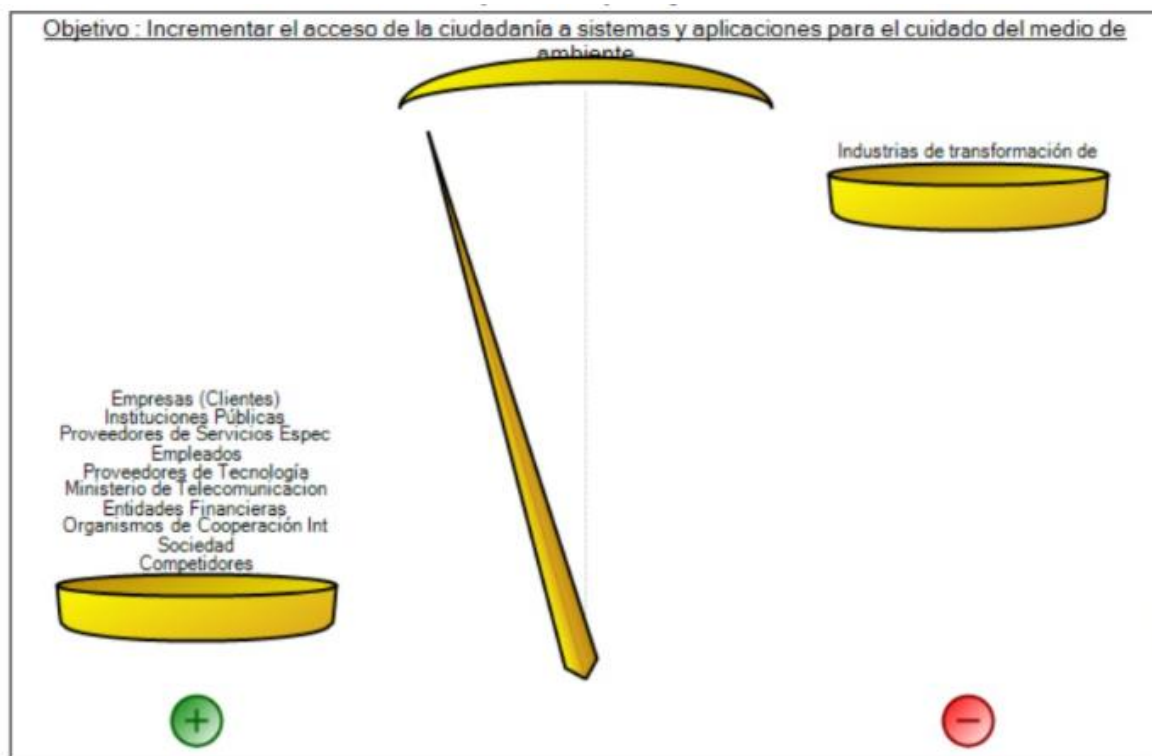 Objetivo : Incrementar el acceso de la ciudadanía a sistemas y aplicaciones para el cuidado del medio de
ambiente
Industrias de transformación de
Empresas (Clientes)
Instituciones Públicas
Proveedores de Servicios Espec
Empleados
Proveedores de Tecnología
Ministerio de Telecomunicacion
Entidades Financieras
Organismos de Cooperación Int
Sociedad
Competidores